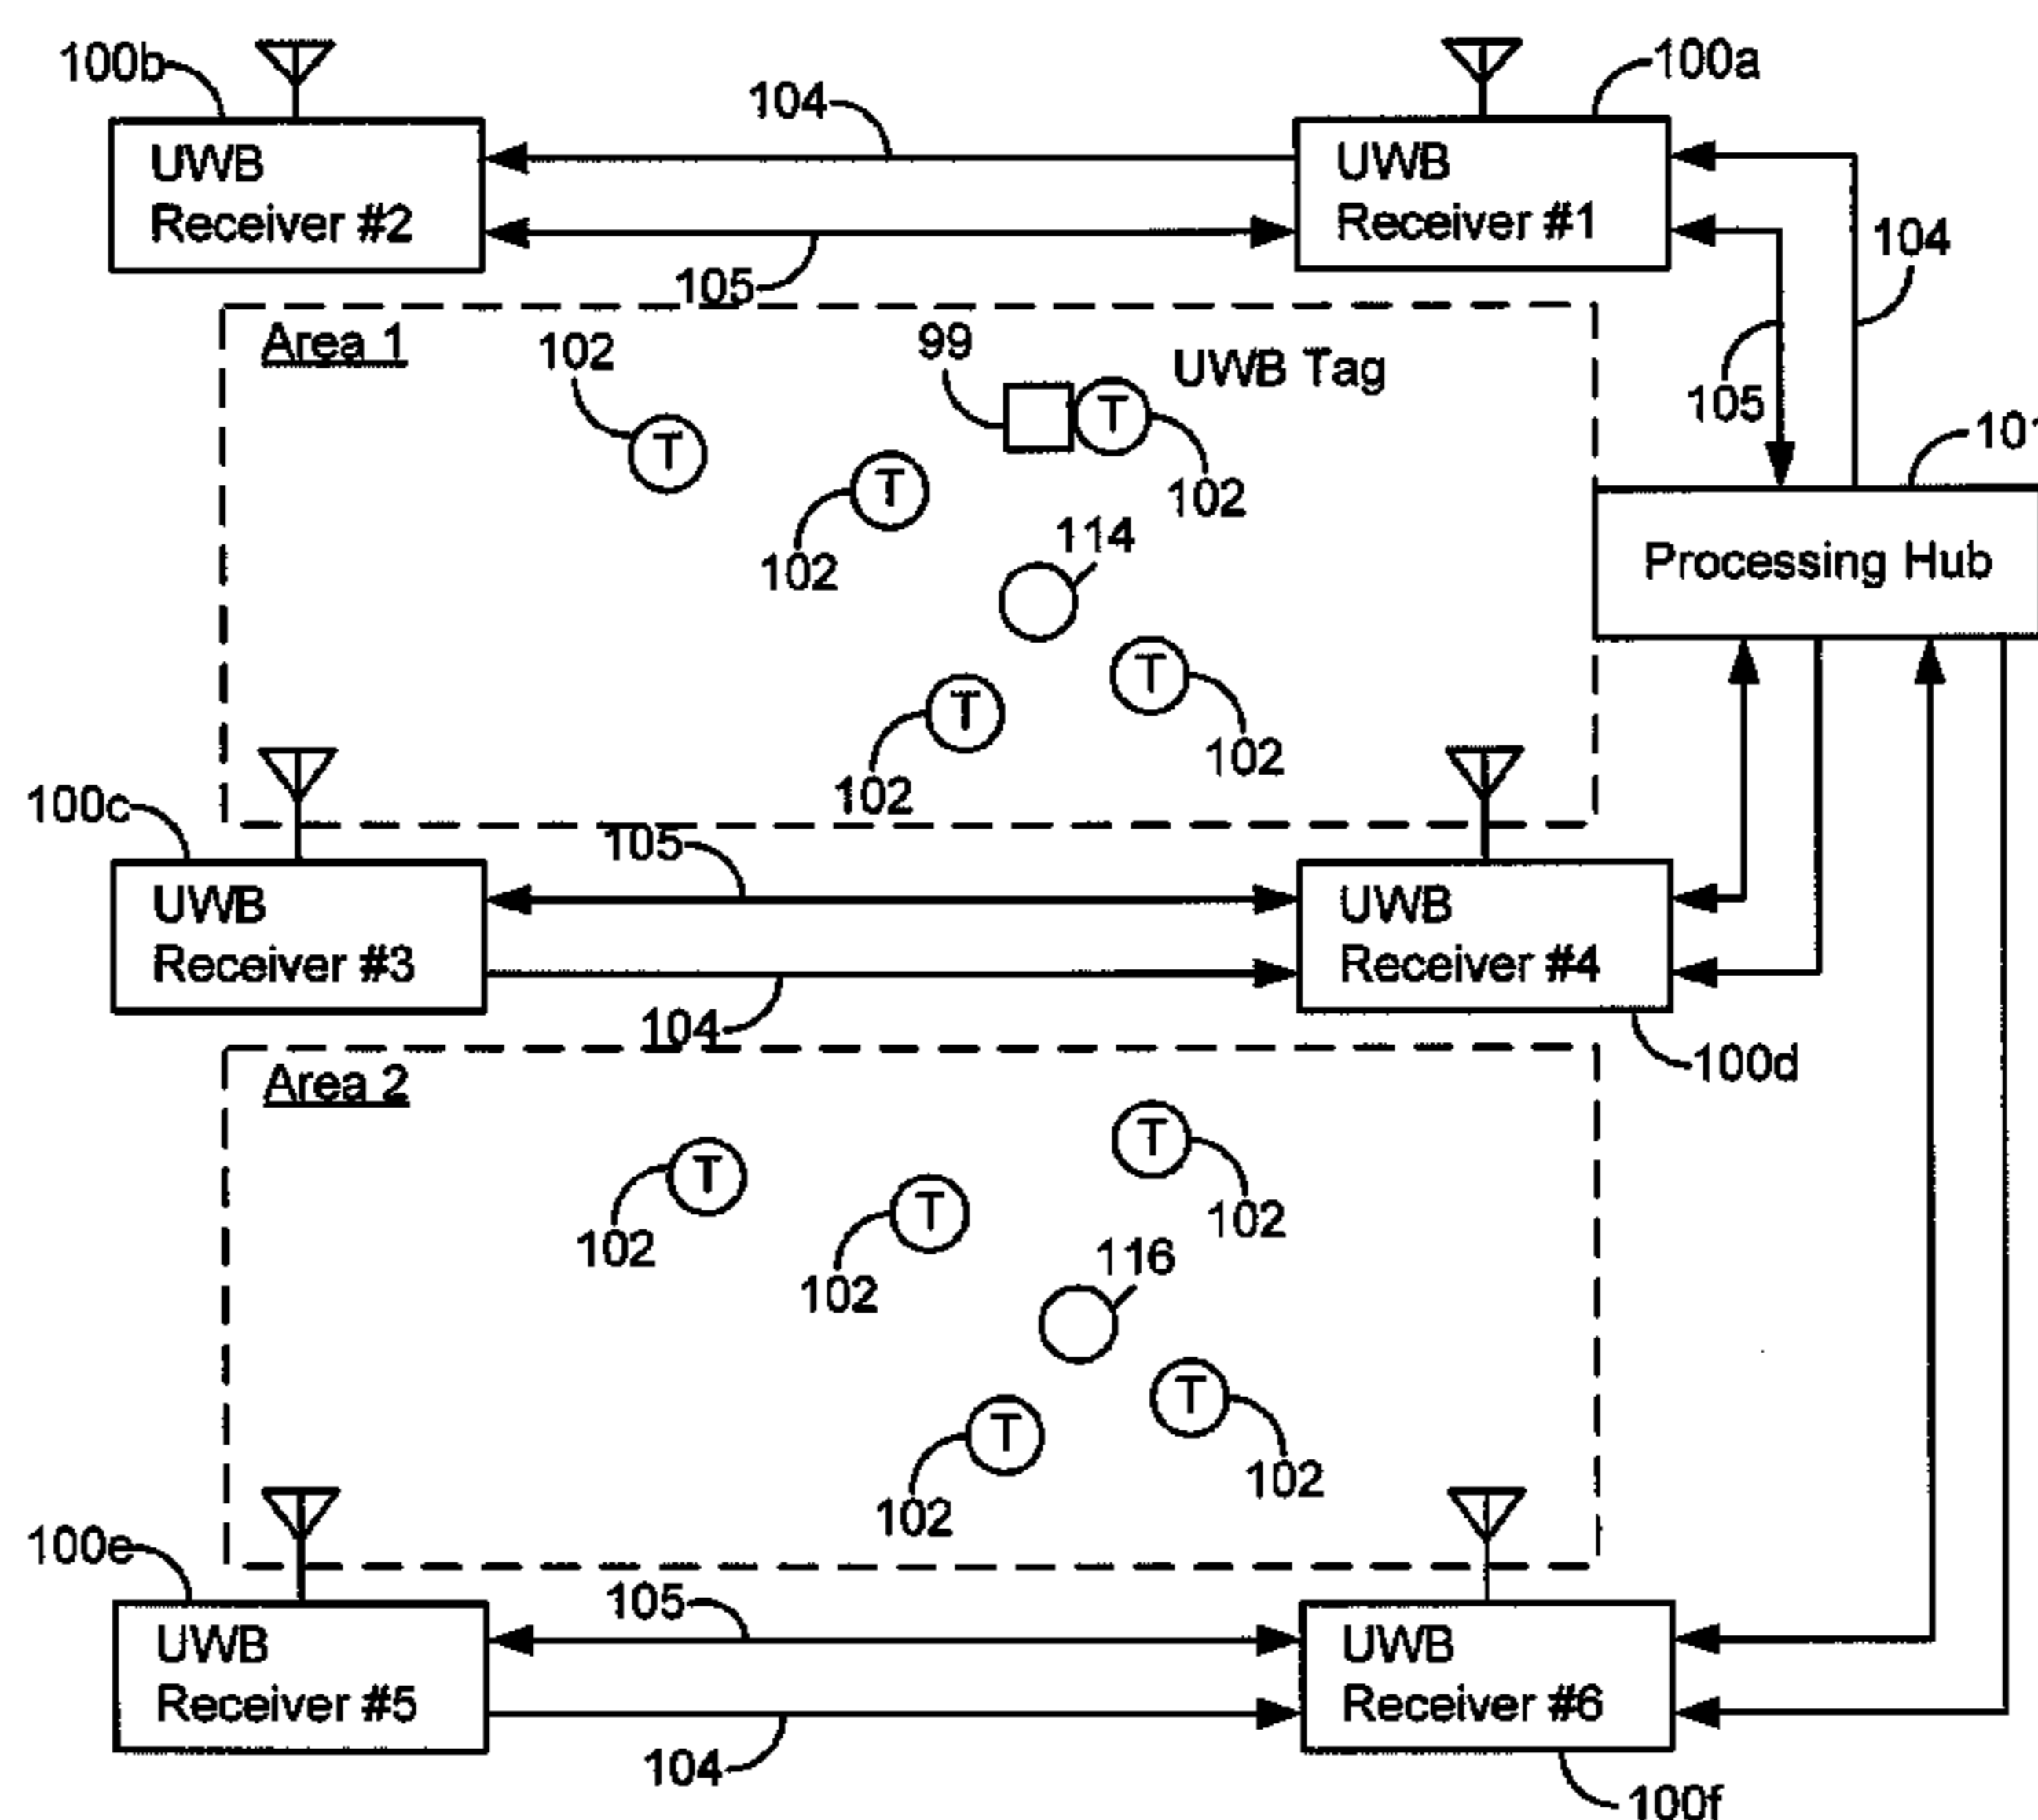 100b
100a
104
UWB
Receiver #2
UWB
Receiver #1
104
105
Area 1
102
99
UWB Tag
T
T
T
105
101
102
102
114
Processing Hub
T
T
102
102
100c
105
UWB
Receiver #3
UWB
Receiver #4
104
100d
Area 2
T
T
T
102
102
102
116
T
T
102
102
100e
105
UWB
Receiver #5
UWB
Receiver #6
104
100f